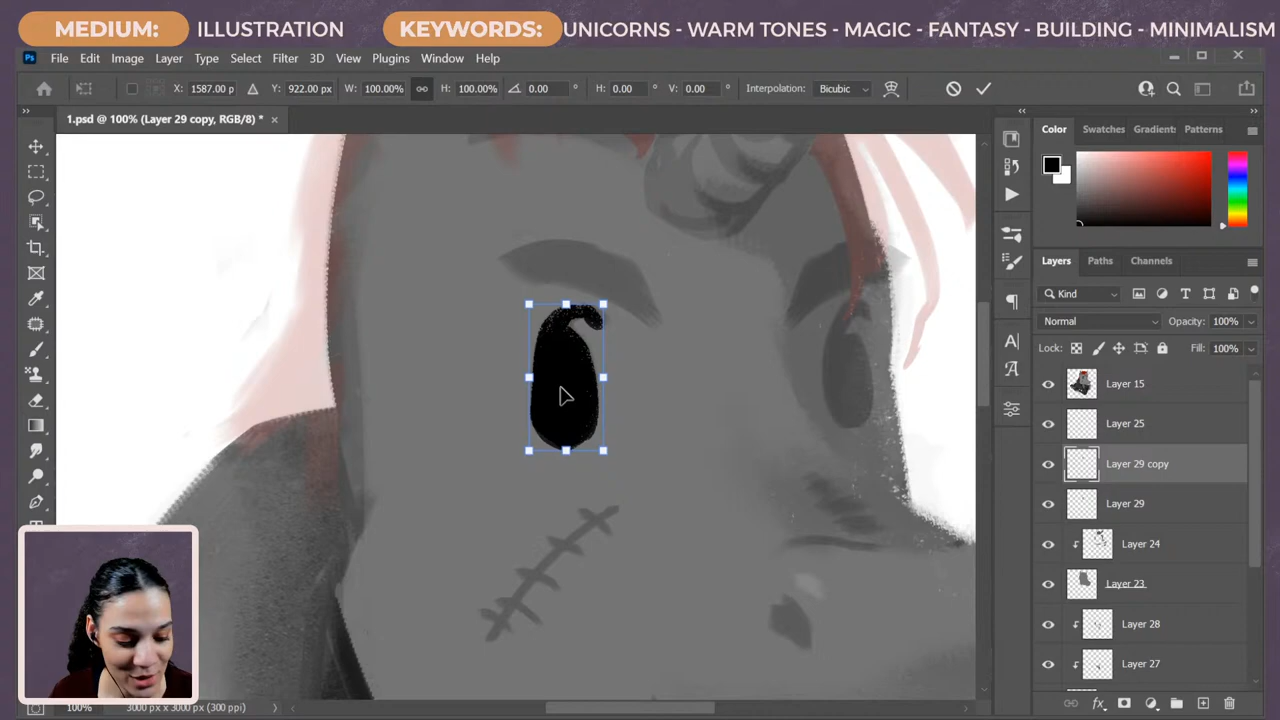 MEDIUM: ILLUSTRATION KEYWORDS: UNICORNS - WARM TONES - MAGIC - FANTASY - BUILDING - MINIMALISM
Ps File Edit Image Layer Type Select Filter 3D View Plugins Window Help
X: 1587.00 p Y: 922.00 px W: 100.00% H: 100.00% 0.00 ° H: 0.00 ° V: 0.00 ° Interpolation: Bicubic
1.psd @ 100% (Layer 29 copy, RGB/8) *
Color Swatches Gradients Patterns
Layers Paths Channels
Kind
Normal Opacity: 100%
Lock: Fill: 100%
Layer 15
Layer 25
Layer 29 copy
Layer 29
Layer 24
Layer 23
Layer 28
Layer 27
100% 3000 px x 3000 px (300 ppi)